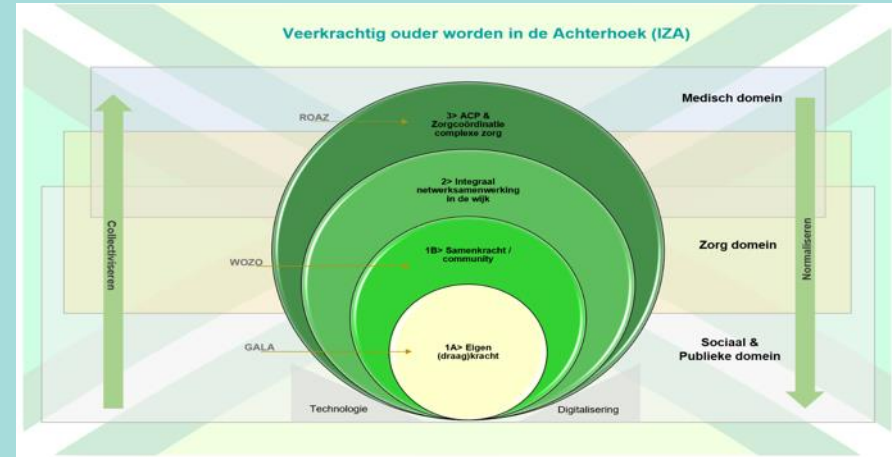 Veerkrachtig ouder worden in de Achterhoek (IZA)
Medisch domein
ROAZ
3> ACP &
Zorgcoördinatie
complexe zorg
2> Integraal
netwerksamenwerking
in de wijk
Collectiviseren
Normaliseren
Zorg domein
1B> Samenkracht /
community
WOZO
Sociaal &
Publieke domein
GALA
1A> Eigen
(draag)kracht
Technologie
Digitalisering